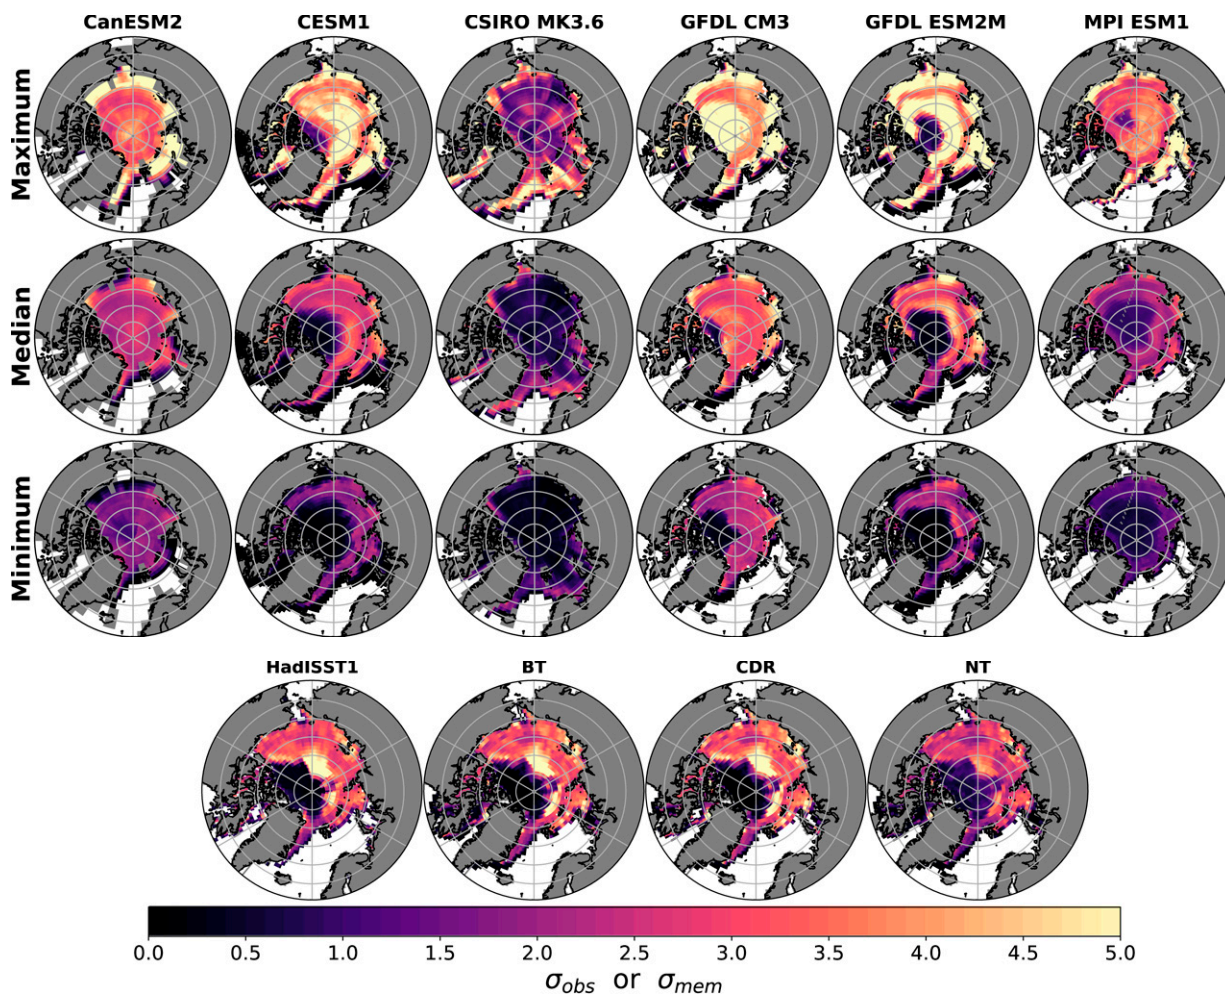 CanESM2 CESM1 CSIRO MK3.6 GFDL CM3 GFDL ESM2M MPI ESM1
Maximum
Median
Minimum
HadISST1 BT CDR NT
0.0 0.5 1.0 1.5 2.0 2.5 3.0 3.5 4.0 4.5 5.0
σobs or σmem